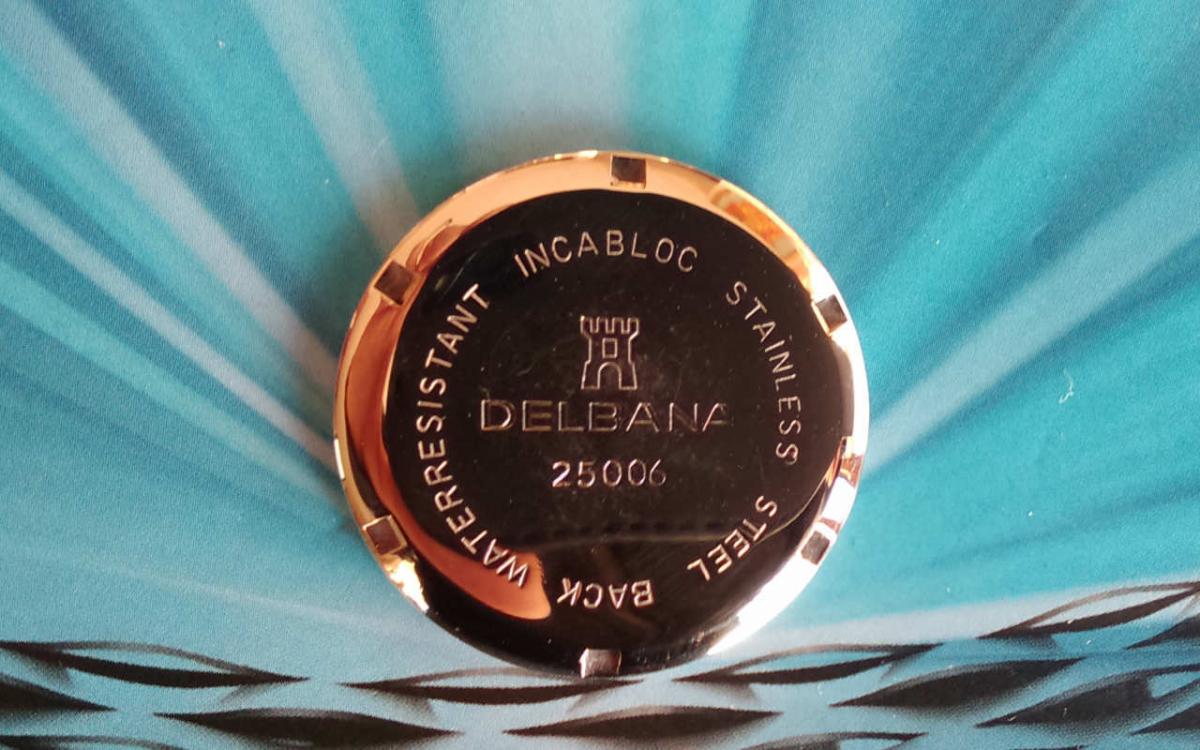 INCABLOC STAINLESS STEEL BACK WATERRESISTANT
DELBANA
25006